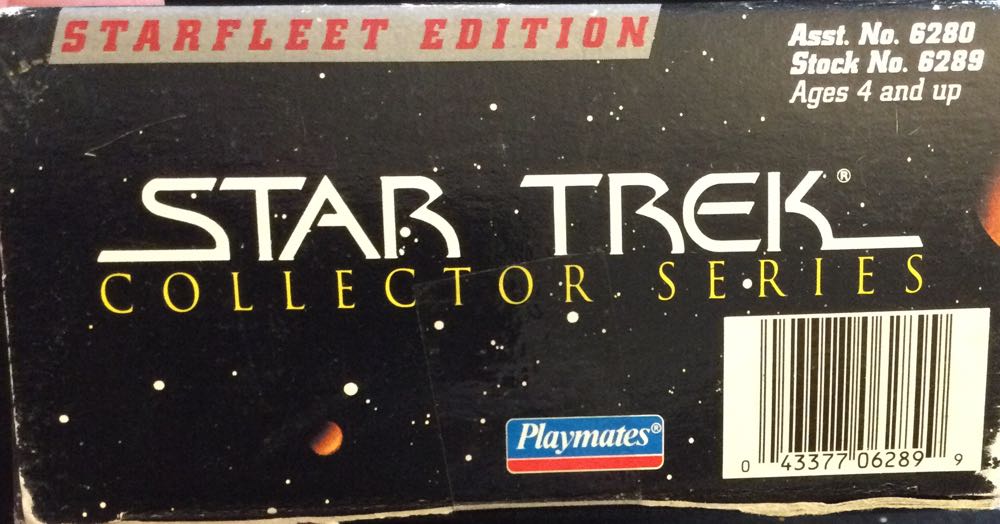 STARFLEET EDITION
Asst. No. 6280
Stock No. 6289
Ages 4 and up
STAR TREK®
COLLECTOR SERIES
Playmates®
0 43377 06289 9